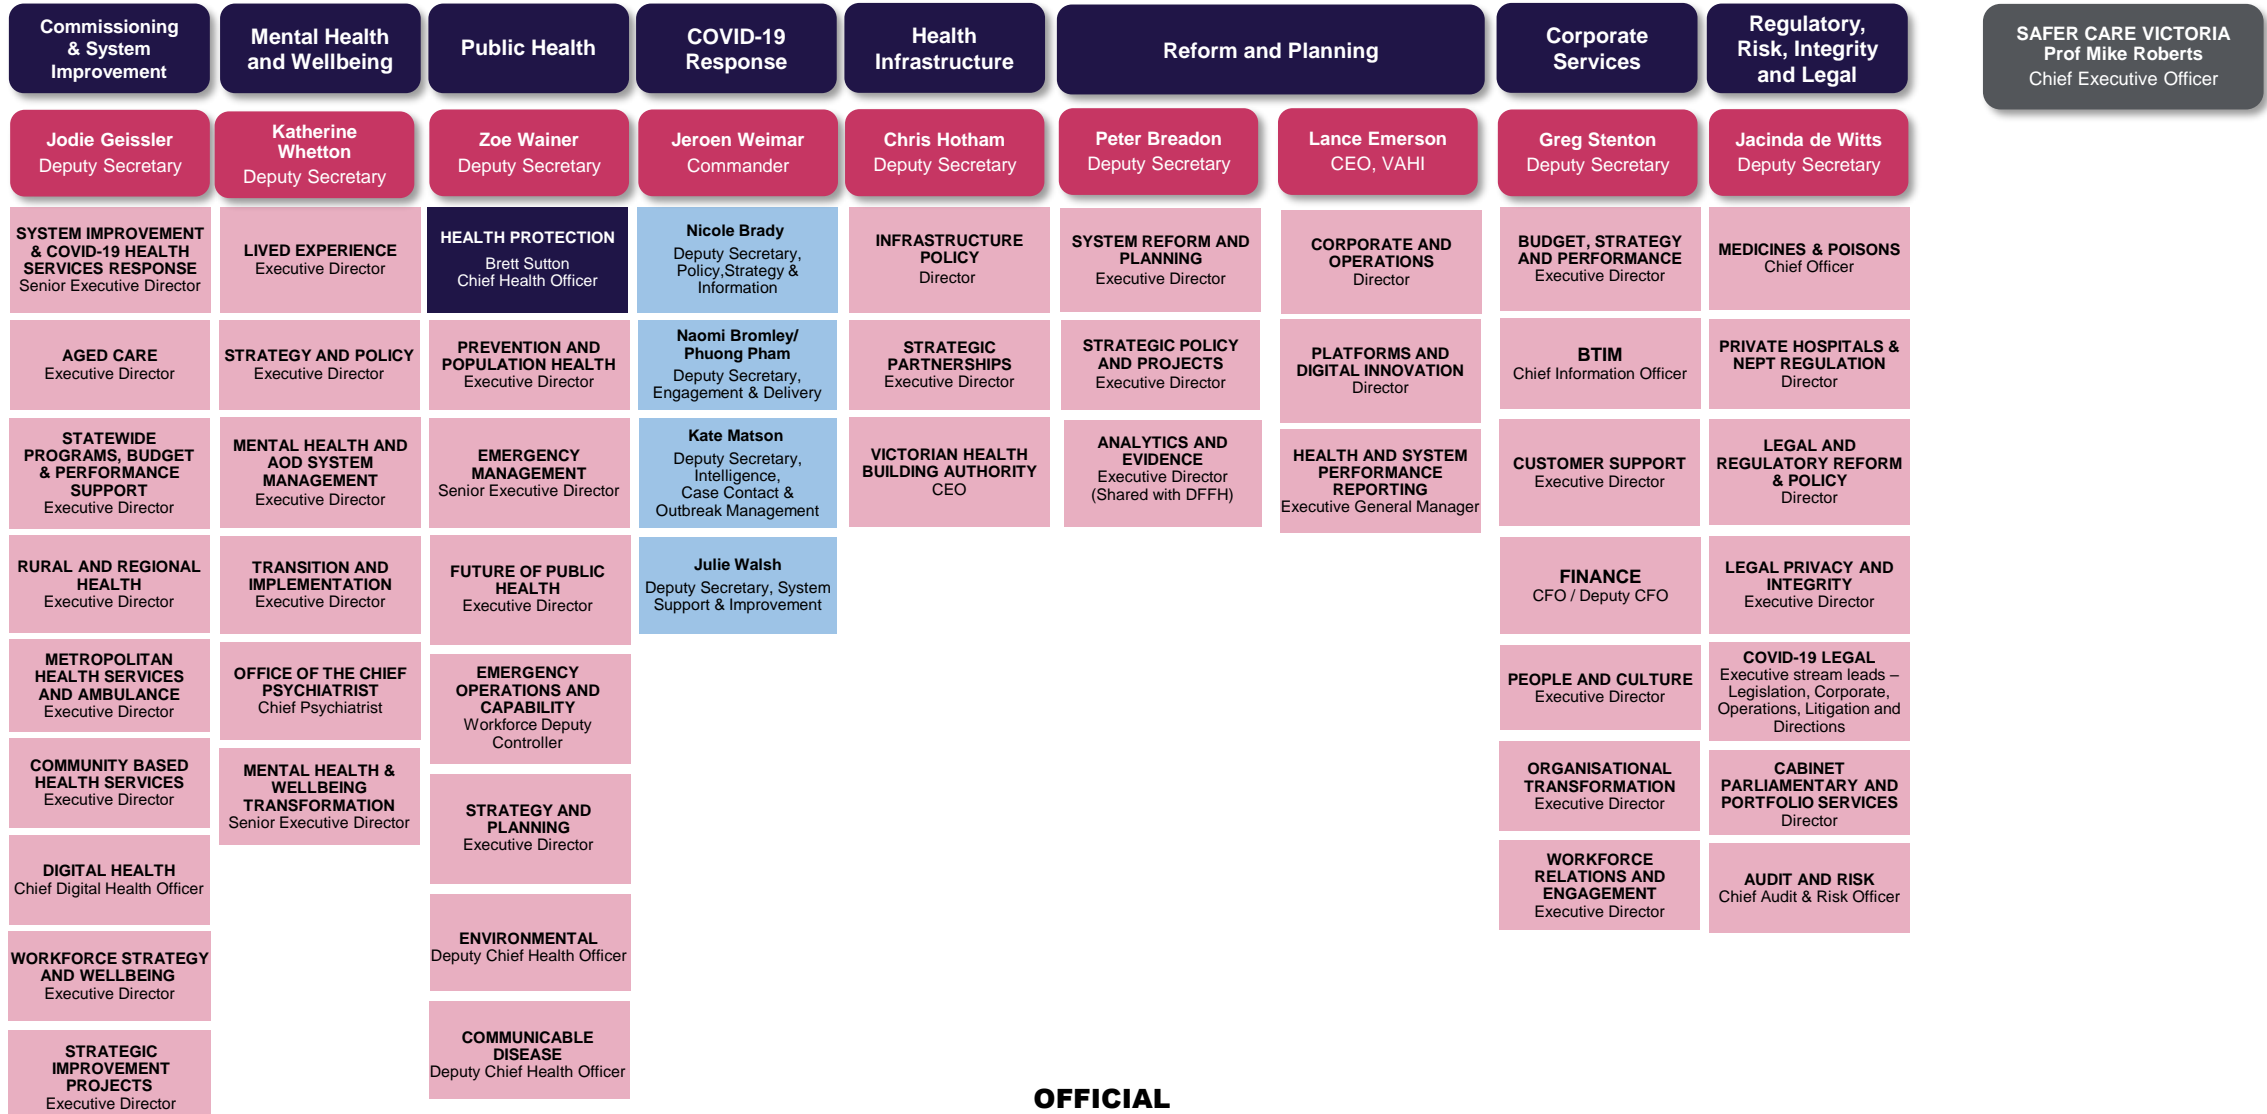 Commissioning
& System
Improvement
Jodie Geissler
Deputy Secretary
SYSTEM IMPROVEMENT
& COVID-19 HEALTH
SERVICES RESPONSE
Senior Executive Director
AGED CARE
Executive Director
STATEWIDE
PROGRAMS, BUDGET
& PERFORMANCE
SUPPORT
Executive Director
RURAL AND REGIONAL
HEALTH
Executive Director
METROPOLITAN
HEALTH SERVICES
AND AMBULANCE
Executive Director
COMMUNITY BASED
HEALTH SERVICES
Executive Director
DIGITAL HEALTH
Chief Digital Health Officer
WORKFORCE STRATEGY
AND WELLBEING
Executive Director
STRATEGIC
IMPROVEMENT
PROJECTS
Executive Director
Mental Health
and Wellbeing
Katherine
Whetton
Deputy Secretary
LIVED EXPERIENCE
Executive Director
STRATEGY AND POLICY
Executive Director
MENTAL HEALTH AND
AOD SYSTEM
MANAGEMENT
Executive Director
TRANSITION AND
IMPLEMENTATION
Executive Director
OFFICE OF THE CHIEF
PSYCHIATRIST
Chief Psychiatrist
MENTAL HEALTH &
WELLBEING
TRANSFORMATION
Senior Executive Director
Public Health
Zoe Wainer
Deputy Secretary
HEALTH PROTECTION
Brett Sutton
Chief Health Officer
PREVENTION AND
POPULATION HEALTH
Executive Director
EMERGENCY
MANAGEMENT
Senior Executive Director
FUTURE OF PUBLIC
HEALTH
Executive Director
EMERGENCY
OPERATIONS AND
CAPABILITY
Workforce Deputy
Controller
STRATEGY AND
PLANNING
Executive Director
ENVIRONMENTAL
Deputy Chief Health Officer
COMMUNICABLE
DISEASE
Deputy Chief Health Officer
COVID-19
Response
Jeroen Weimar
Commander
Nicole Brady
Deputy Secretary,
Policy,Strategy &
Information
Naomi Bromley/
Phuong Pham
Deputy Secretary,
Engagement & Delivery
Kate Matson
Deputy Secretary,
Intelligence,
Case Contact &
Outbreak Management
Julie Walsh
Deputy Secretary, System
Support & Improvement
Health
Infrastructure
Chris Hotham
Deputy Secretary
INFRASTRUCTURE
POLICY
Director
STRATEGIC
PARTNERSHIPS
Executive Director
VICTORIAN HEALTH
BUILDING AUTHORITY
CEO
Reform and Planning
Peter Breadon
Deputy Secretary
SYSTEM REFORM AND
PLANNING
Executive Director
STRATEGIC POLICY
AND PROJECTS
Executive Director
ANALYTICS AND
EVIDENCE
Executive Director
(Shared with DFFH)
Lance Emerson
CEO, VAHI
CORPORATE AND
OPERATIONS
Director
PLATFORMS AND
DIGITAL INNOVATION
Director
HEALTH AND SYSTEM
PERFORMANCE
REPORTING
Executive General Manager
Corporate
Services
Greg Stenton
Deputy Secretary
BUDGET, STRATEGY
AND PERFORMANCE
Executive Director
BTIM
Chief Information Officer
CUSTOMER SUPPORT
Executive Director
FINANCE
CFO / Deputy CFO
PEOPLE AND CULTURE
Executive Director
ORGANISATIONAL
TRANSFORMATION
Executive Director
WORKFORCE
RELATIONS AND
ENGAGEMENT
Executive Director
Regulatory,
Risk, Integrity
and Legal
Jacinda de Witts
Deputy Secretary
MEDICINES & POISONS
Chief Officer
PRIVATE HOSPITALS &
NEPT REGULATION
Director
LEGAL AND
REGULATORY REFORM
& POLICY
Director
LEGAL PRIVACY AND
INTEGRITY
Executive Director
COVID-19 LEGAL
Executive stream leads –
Legislation, Corporate,
Operations, Litigation and
Directions
CABINET
PARLIAMENTARY AND
PORTFOLIO SERVICES
Director
AUDIT AND RISK
Chief Audit & Risk Officer
SAFER CARE VICTORIA
Prof Mike Roberts
Chief Executive Officer
OFFICIAL